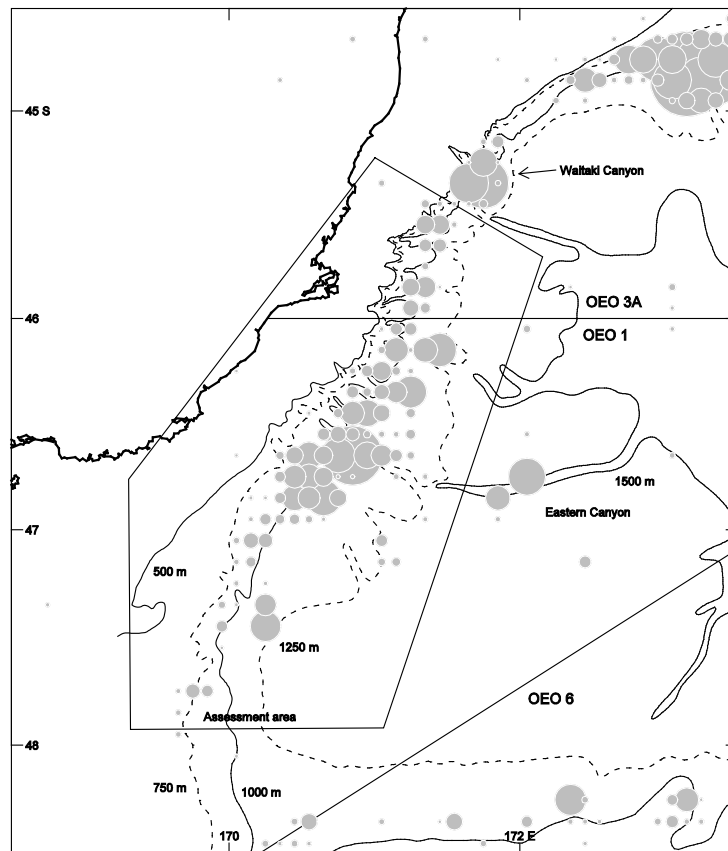 45 S
Waitaki Canyon
OEO 3A
46
OEO 1
1500 m
Eastern Canyon
47
500 m
1250 m
OEO 6
Assessment area
48
750 m
1000 m
170
172 E